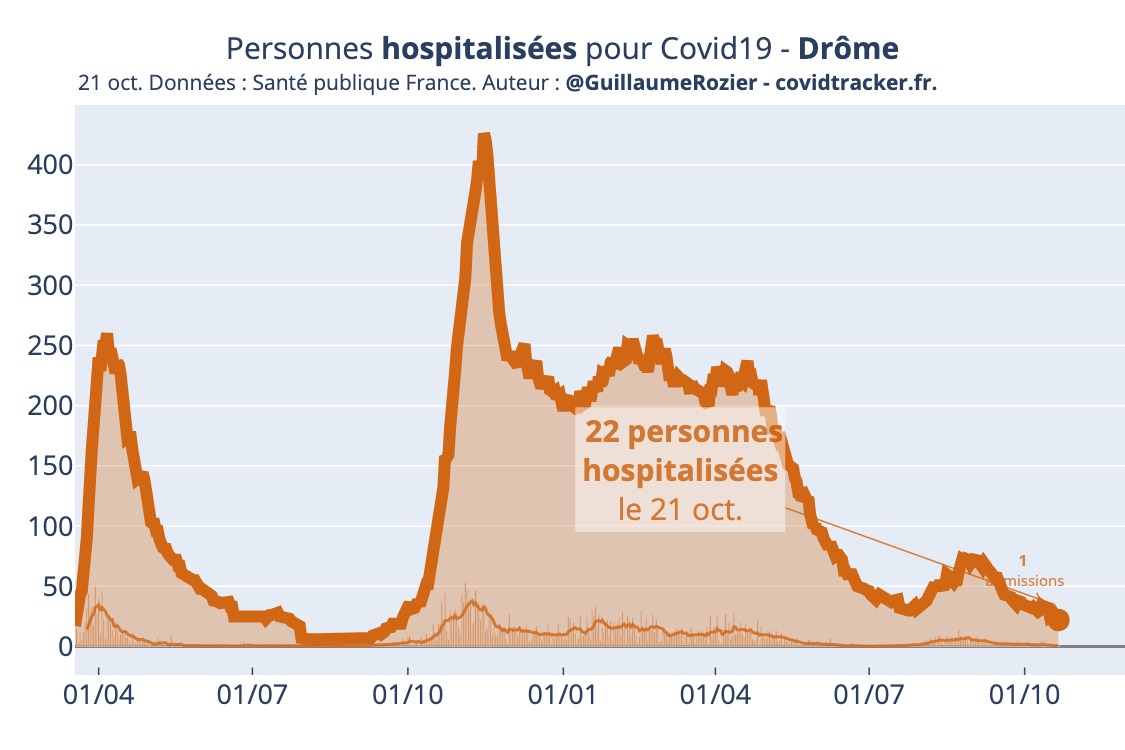 Personnes hospitalisées pour Covid19 - Drôme
21 oct. Données : Santé publique France. Auteur : @GuillaumeRozier - covidtracker.fr.
400
350
300
250
200
150
100
50
0
22 personnes
hospitalisées
le 21 oct.
1
admissions
01/04
01/07
01/10
01/01
01/04
01/07
01/10